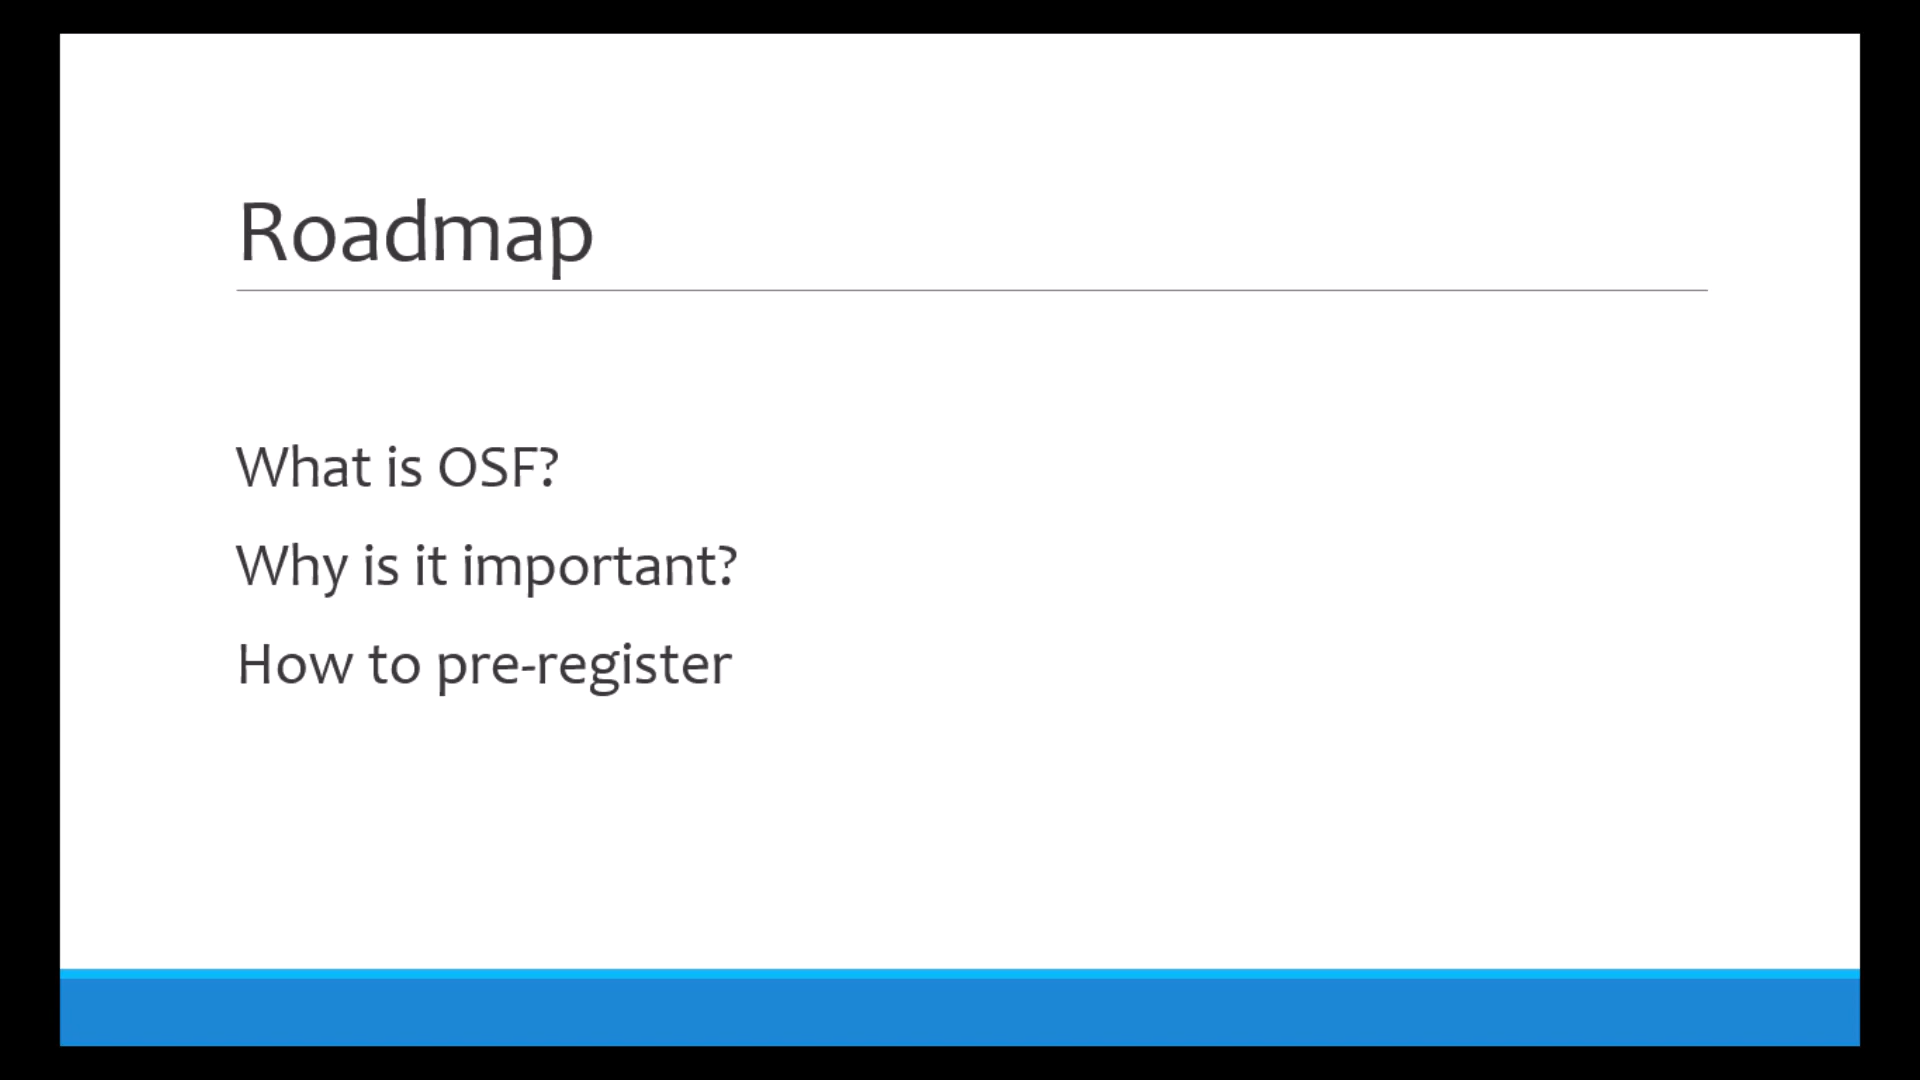 Roadmap
What is OSF?
Why is it important?
How to pre-register